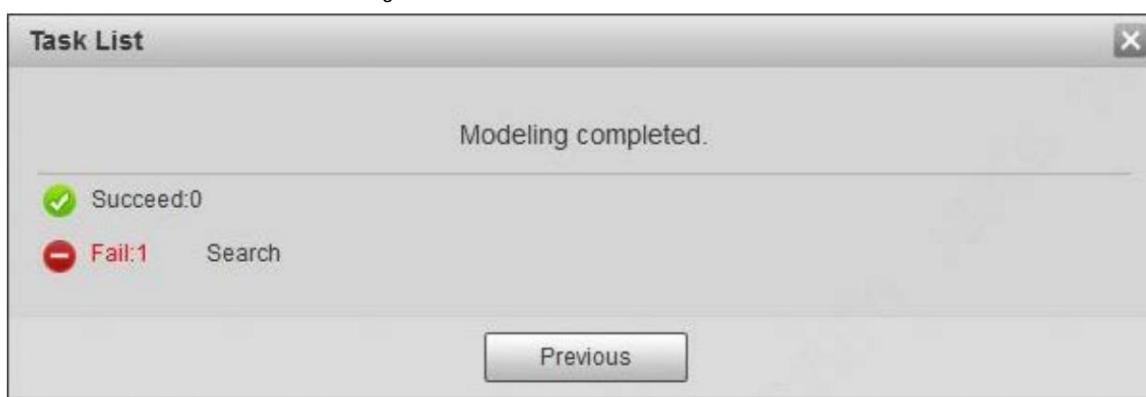 Task List
Modeling completed.
Succeed:0
Fail:1 Search
Previous